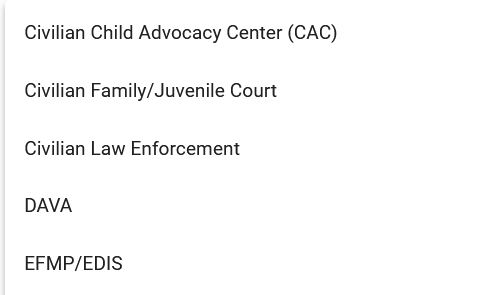 Civilian Child Advocacy Center (CAC)
Civilian Family/Juvenile Court
Civilian Law Enforcement
DAVA
EFMP/EDIS